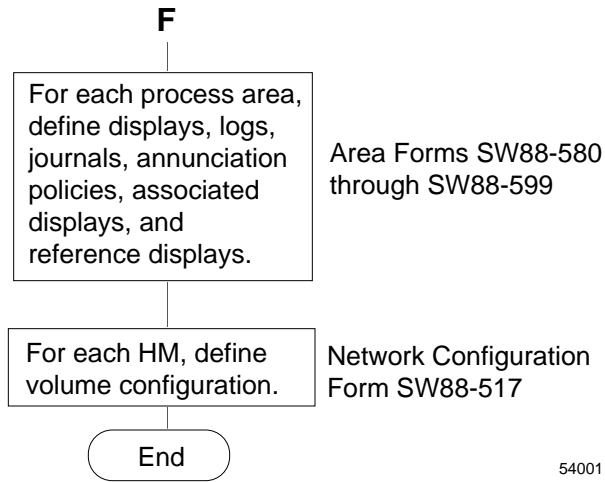 F
For each process area,
define displays, logs,
journals, annunciation
policies, associated
displays, and
reference displays.
Area Forms SW88-580
through SW88-599
For each HM, define
volume configuration.
Network Configuration
Form SW88-517
End
54001